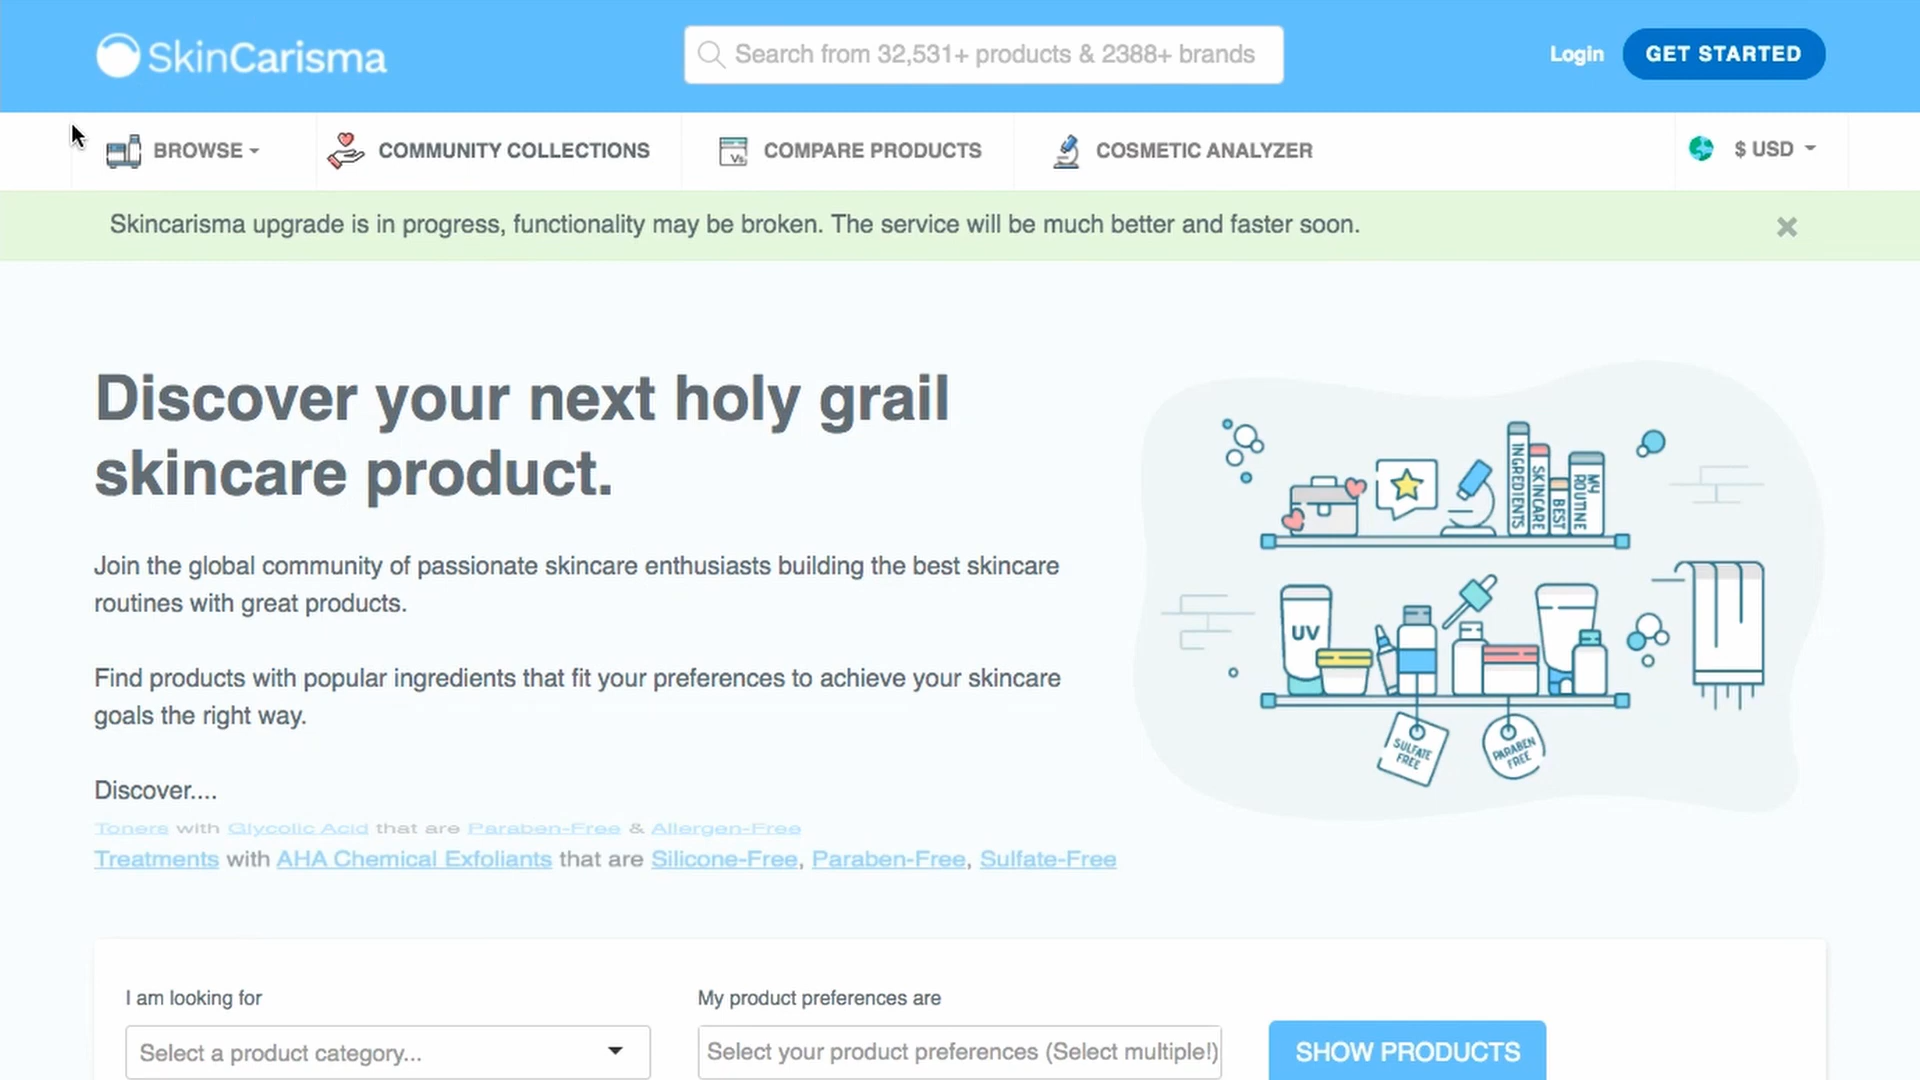 SkinCarisma
Search from 32,531+ products & 2388+ brands
Login
GET STARTED
BROWSE
COMMUNITY COLLECTIONS
Vs
COMPARE PRODUCTS
COSMETIC ANALYZER
$ USD
Skincarisma upgrade is in progress, functionality may be broken. The service will be much better and faster soon.
Discover your next holy grail
skincare product.
Join the global community of passionate skincare enthusiasts building the best skincare
routines with great products.
Find products with popular ingredients that fit your preferences to achieve your skincare
goals the right way.
Discover....
Toners with Glycolic Acid that are Paraben-Free & Allergen-Free
Treatments with AHA Chemical Exfoliants that are Silicone-Free, Paraben-Free, Sulfate-Free
INGREDIENTS
SKINCARE
BEST
MY
ROUTINE
UV
SULFATE
FREE
PARABEN
FREE
I am looking for
Select a product category...
My product preferences are
Select your product preferences (Select multiple!)
SHOW PRODUCTS